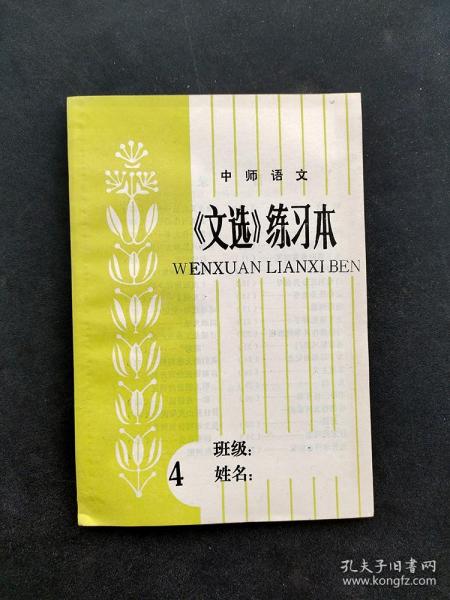 中师语文
《文选》练习本
WENXUAN LIANXI BEN
班级：
4
姓名：
孔夫子旧书网
www.kongfz.com